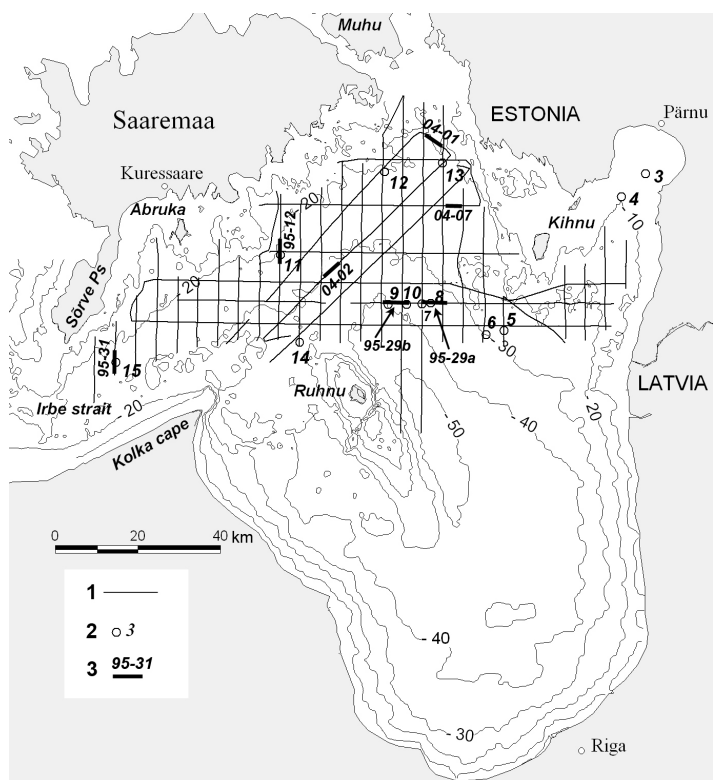 Muhu
ESTONIA
Pärnu
Saaremaa
04-01
3
Kuressaare
12
13
4
-20
Abruka
04-07
Kihnu
-10
95-12
11
04-02
-20
Sõrve Ps
9
10
8
7
6
5
95-29b
95-29a
-30
95-31
14
15
LATVIA
Ruhnu
Irbe strait
-20
-20
-50
-40
Kolka cape
0
20
40 km
1
2
3
3
95-31
-40
-30
Riga